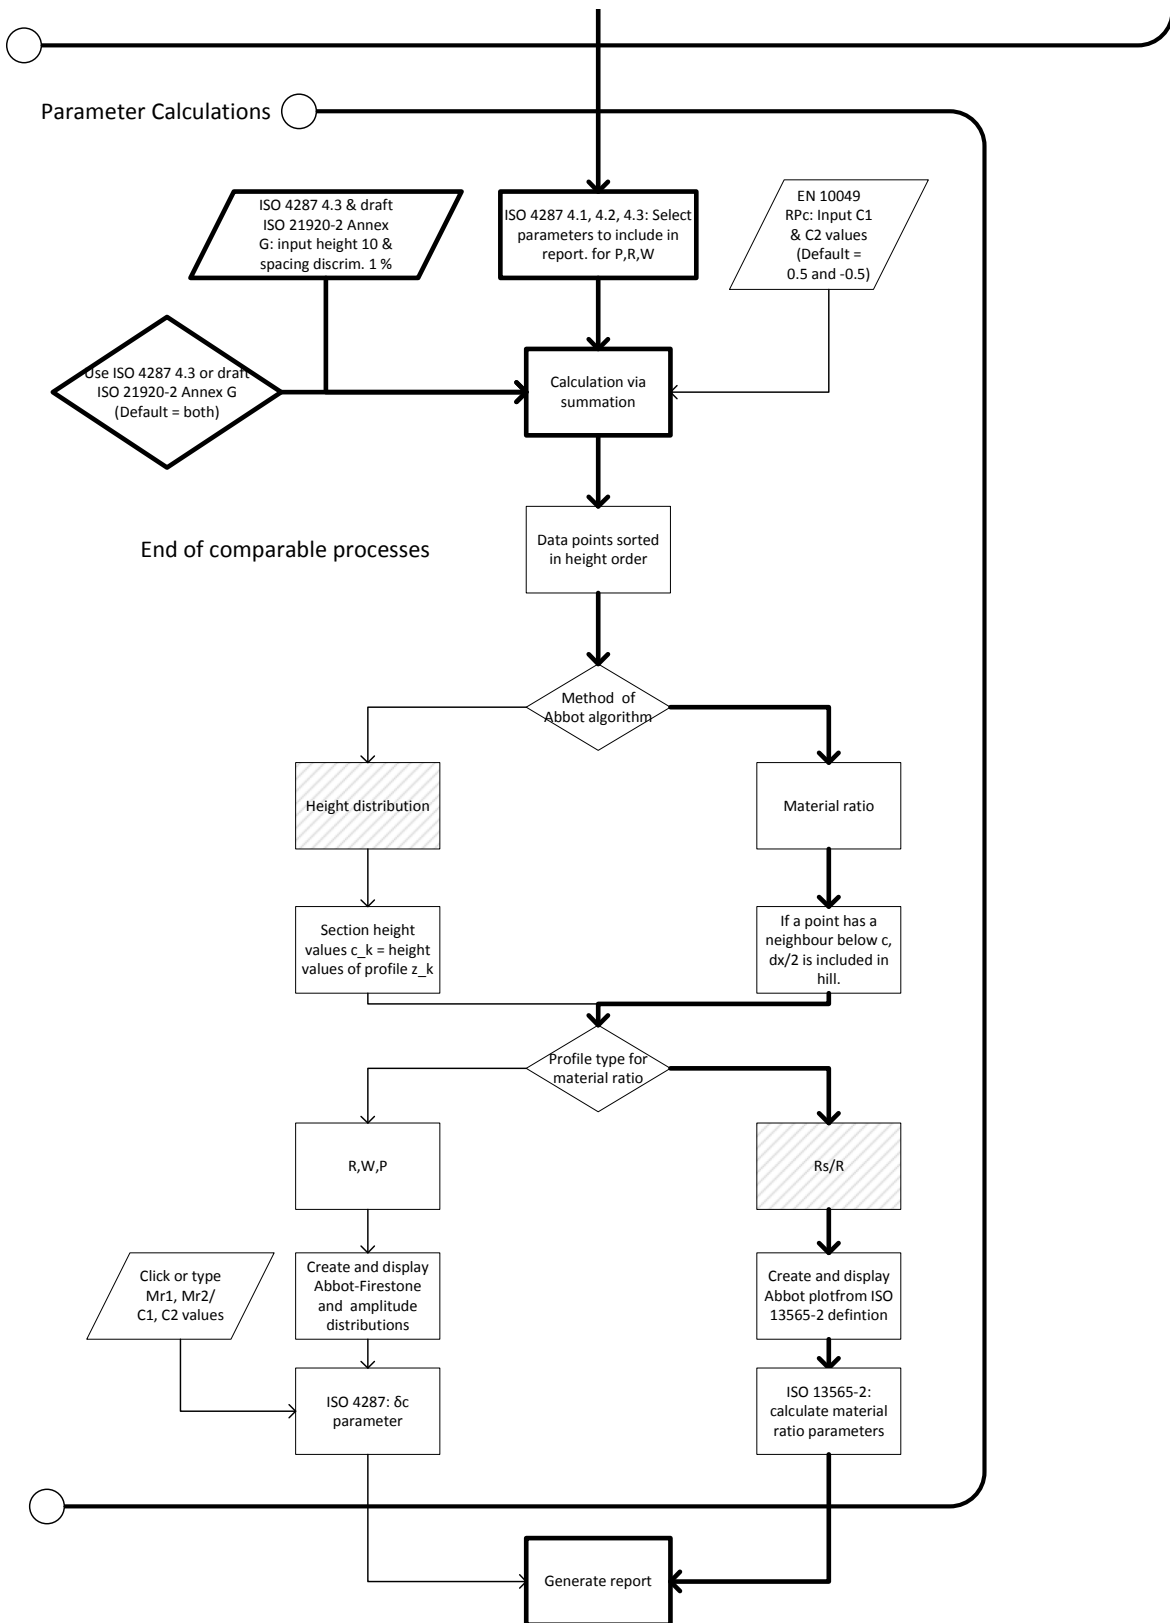 Parameter Calculations
ISO 4287 4.3 & draft
ISO 21920-2 Annex
G: input height 10 &
spacing discrim. 1 %
ISO 4287 4.1, 4.2, 4.3: Select
parameters to include in
report. for P,R,W
EN 10049
RPc: Input C1
& C2 values
(Default =
0.5 and -0.5)
Use ISO 4287 4.3 or draft
ISO 21920-2 Annex G
(Default = both)
Calculation via
summation
End of comparable processes
Data points sorted
in height order
Method of
Abbot algorithm
Height distribution
Material ratio
Section height
values c_k = height
values of profile z_k
If a point has a
neighbour below c,
dx/2 is included in
hill.
Profile type for
material ratio
R,W,P
Rs/R
Click or type
Mr1, Mr2/
C1, C2 values
Create and display
Abbot-Firestone
and amplitude
distributions
Create and display
Abbot plotfrom ISO
13565-2 defintion
ISO 4287: δc
parameter
ISO 13565-2:
calculate material
ratio parameters
Generate report